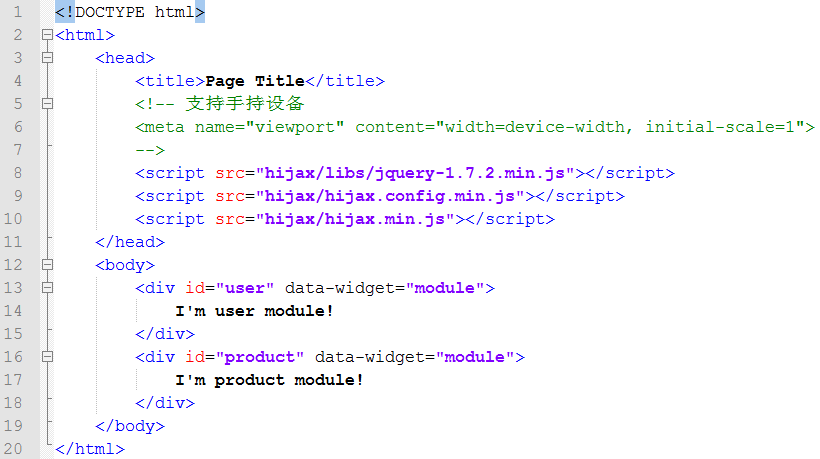 1 <!DOCTYPE html>
2 <html>
3 <head>
4 <title>Page Title</title>
5 <!-- 支持手持设备
6 <meta name="viewport" content="width=device-width, initial-scale=1">
7 -->
8 <script src="hijax/libs/jquery-1.7.2.min.js"></script>
9 <script src="hijax/hijax.config.min.js"></script>
10 <script src="hijax/hijax.min.js"></script>
11 </head>
12 <body>
13 <div id="user" data-widget="module">
14 I'm user module!
15 </div>
16 <div id="product" data-widget="module">
17 I'm product module!
18 </div>
19 </body>
20 </html>